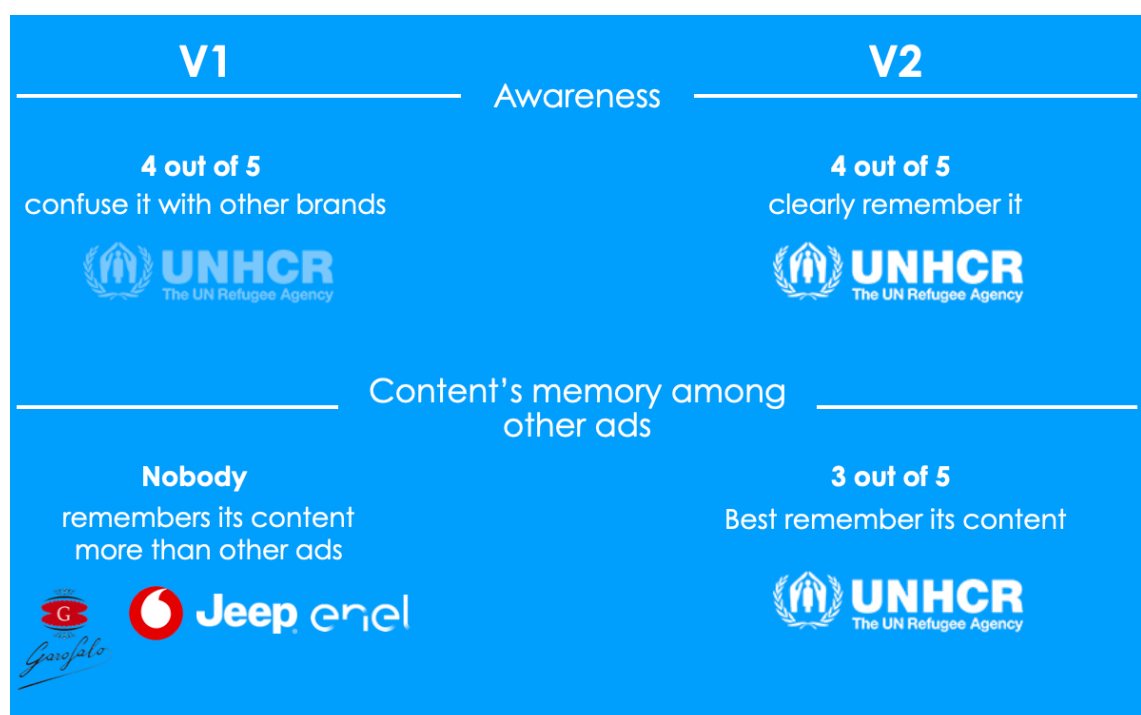 V1
V2
Awareness
4 out of 5
confuse it with other brands
UNHCR
The UN Refugee Agency
4 out of 5
clearly remember it
UNHCR
The UN Refugee Agency
Content’s memory among
other ads
Nobody
remembers its content
more than other ads
G
Garofalo
Jeep
enel
3 out of 5
Best remember its content
UNHCR
The UN Refugee Agency